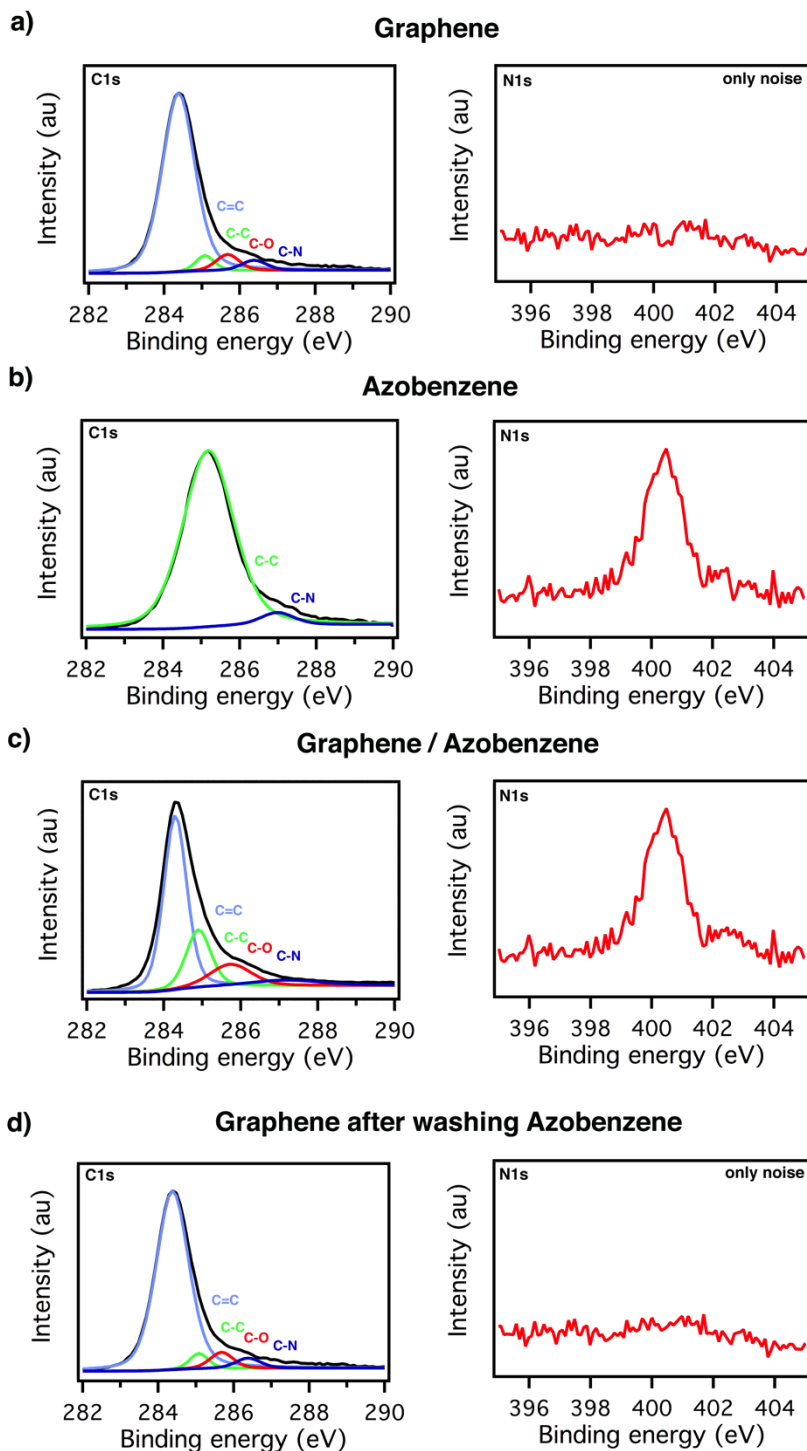 a)
Graphene
C1s
Intensity (au)
C=C
C-C
C-O
C-N
282 284 286 288 290
Binding energy (eV)
N1s
only noise
Intensity (au)
396 398 400 402 404
Binding energy (eV)
b)
Azobenzene
C1s
Intensity (au)
C-C
C-N
282 284 286 288 290
Binding energy (eV)
N1s
Intensity (au)
396 398 400 402 404
Binding energy (eV)
c)
Graphene / Azobenzene
C1s
Intensity (au)
C=C
C-C
C-O
C-N
282 284 286 288 290
Binding energy (eV)
N1s
Intensity (au)
396 398 400 402 404
Binding energy (eV)
d)
Graphene after washing Azobenzene
C1s
Intensity (au)
C=C
C-C
C-O
C-N
282 284 286 288 290
Binding energy (eV)
N1s
only noise
Intensity (au)
396 398 400 402 404
Binding energy (eV)